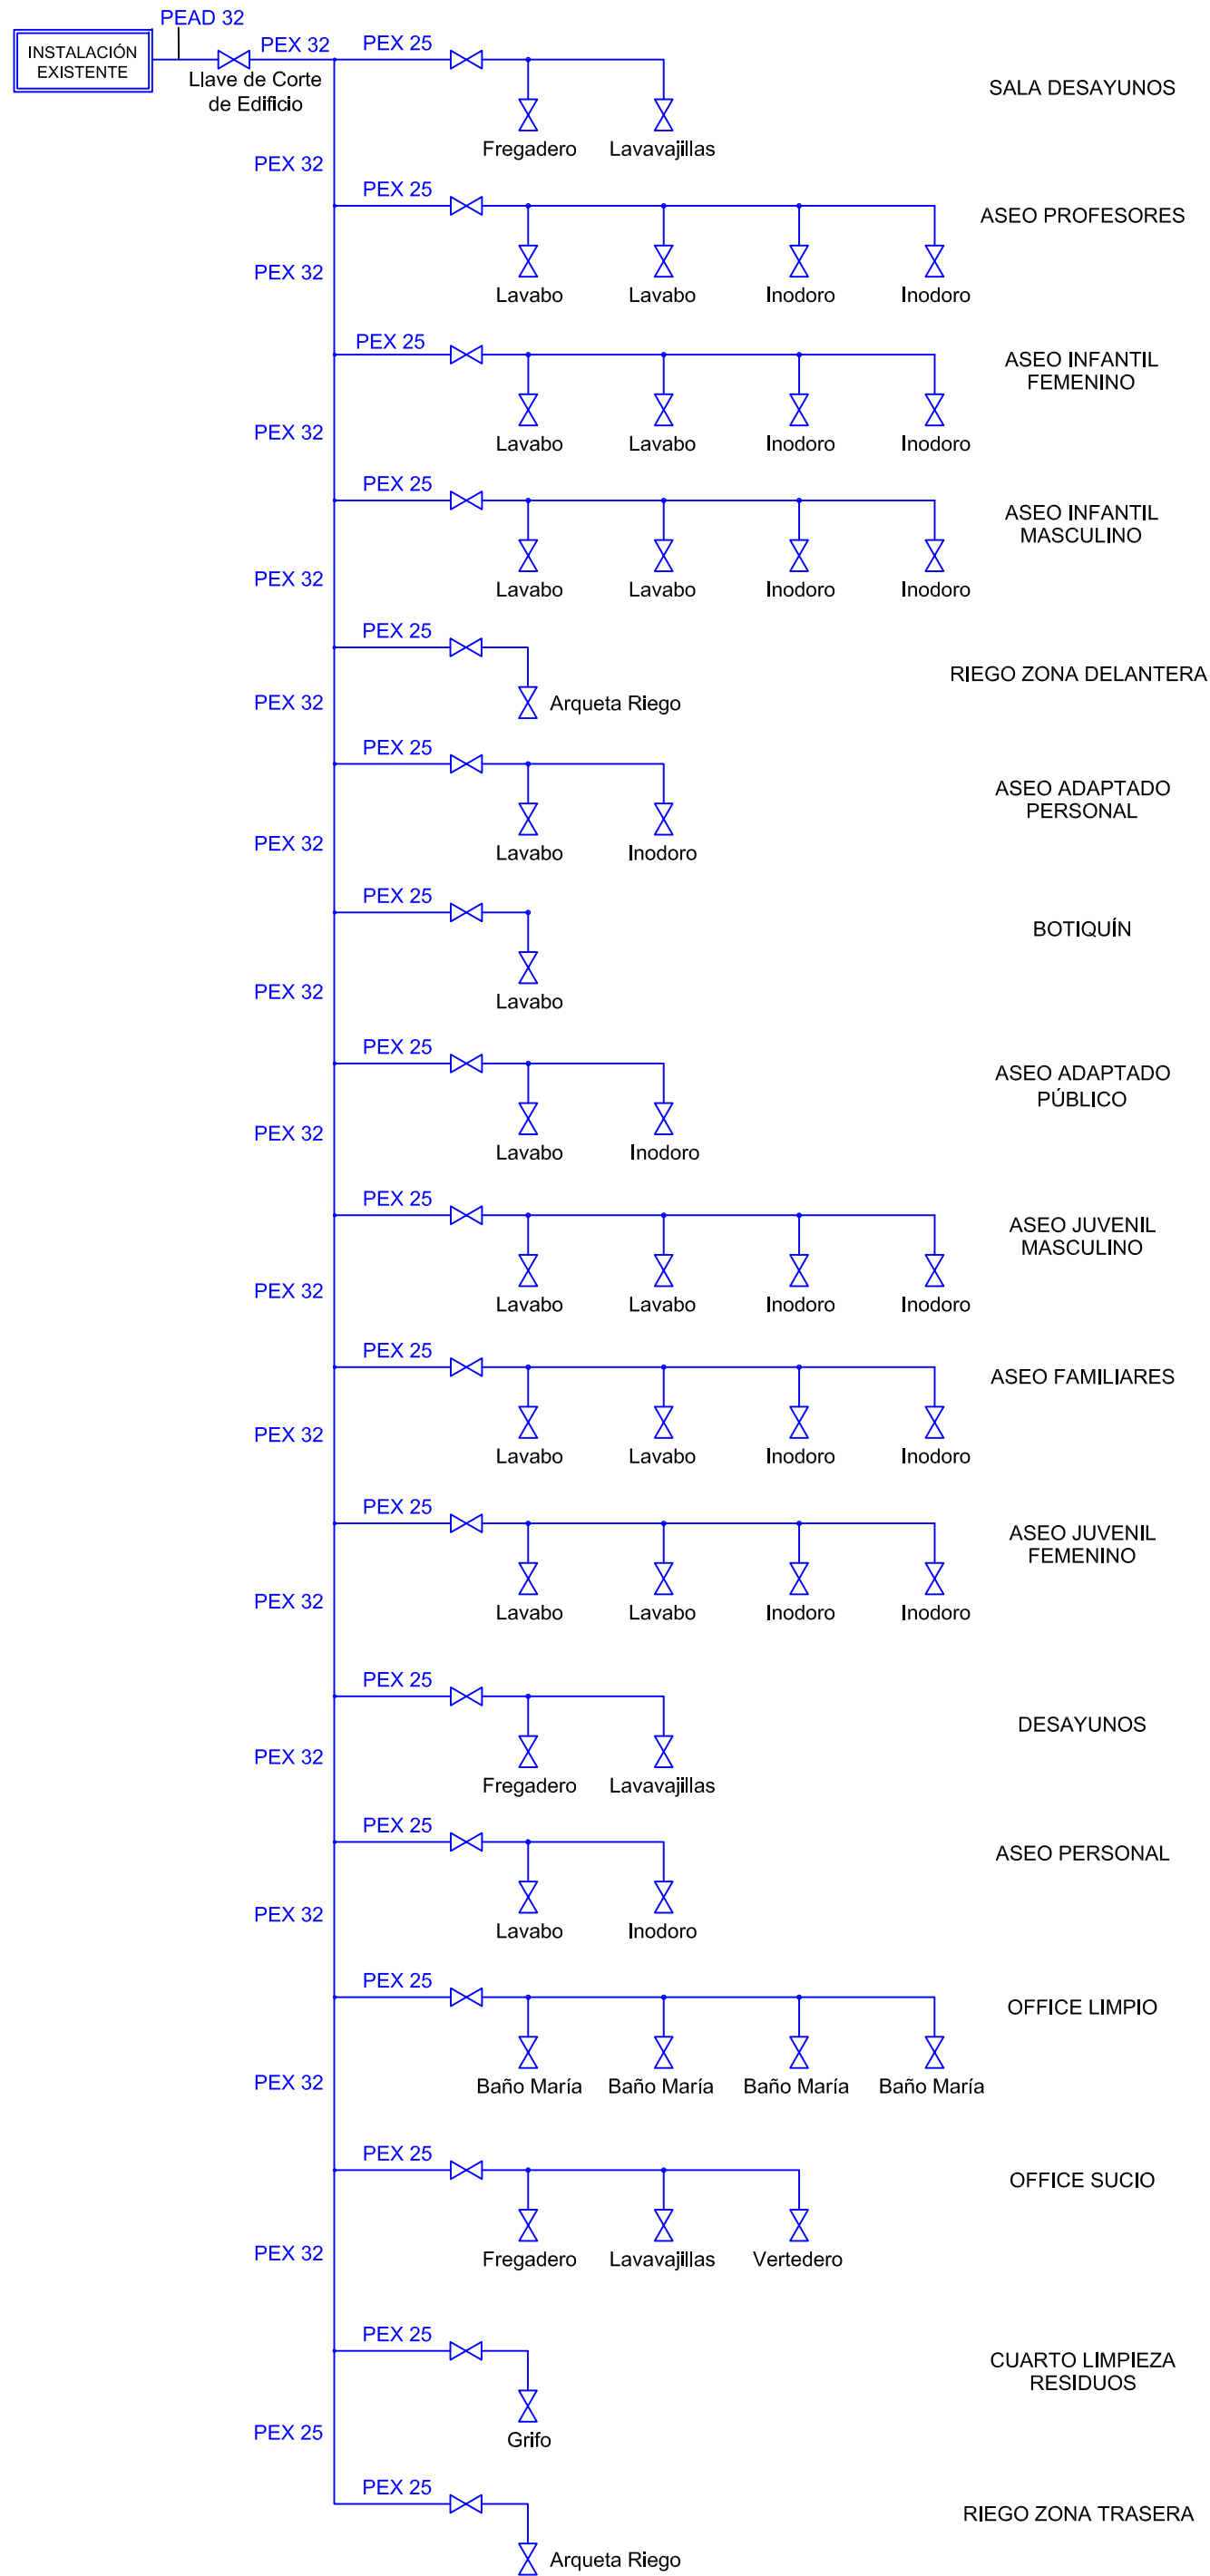 PEAD 32
INSTALACIÓN
EXISTENTE
PEX 32
Llave de Corte
de Edificio
PEX 25
Fregadero
Lavavajillas
SALA DESAYUNOS
PEX 32
PEX 25
Lavabo
Lavabo
Inodoro
Inodoro
ASEO PROFESORES
PEX 32
PEX 25
Lavabo
Lavabo
Inodoro
Inodoro
ASEO INFANTIL
FEMENINO
PEX 32
PEX 25
Lavabo
Lavabo
Inodoro
Inodoro
ASEO INFANTIL
MASCULINO
PEX 32
PEX 25
Arqueta Riego
RIEGO ZONA DELANTERA
PEX 32
PEX 25
Lavabo
Inodoro
ASEO ADAPTADO
PERSONAL
PEX 32
PEX 25
Lavabo
BOTIQUÍN
PEX 32
PEX 25
Lavabo
Inodoro
ASEO ADAPTADO
PÚBLICO
PEX 32
PEX 25
Lavabo
Lavabo
Inodoro
Inodoro
ASEO JUVENIL
MASCULINO
PEX 32
PEX 25
Lavabo
Lavabo
Inodoro
Inodoro
ASEO FAMILIARES
PEX 32
PEX 25
Lavabo
Lavabo
Inodoro
Inodoro
ASEO JUVENIL
FEMENINO
PEX 32
PEX 25
Fregadero
Lavavajillas
DESAYUNOS
PEX 32
PEX 25
Lavabo
Inodoro
ASEO PERSONAL
PEX 32
PEX 25
Baño María
Baño María
Baño María
Baño María
OFFICE LIMPIO
PEX 32
PEX 25
Fregadero
Lavavajillas
Vertedero
OFFICE SUCIO
PEX 32
PEX 25
Grifo
CUARTO LIMPIEZA
RESIDUOS
PEX 25
PEX 25
Arqueta Riego
RIEGO ZONA TRASERA